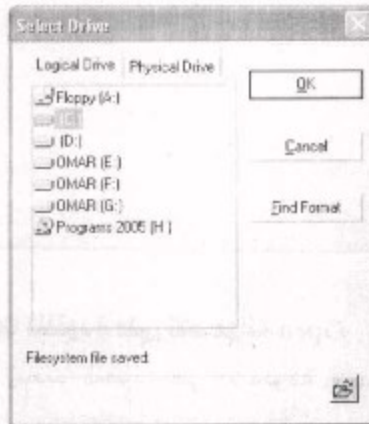 Select Drive
Logical Drive Physical Drive
OK
Floppy (A:)
(D:)
Cancel
OMAR (E:)
OMAR (F:)
OMAR (G:)
Find Format
Programs 2005 (H:)
Filesystem file saved: